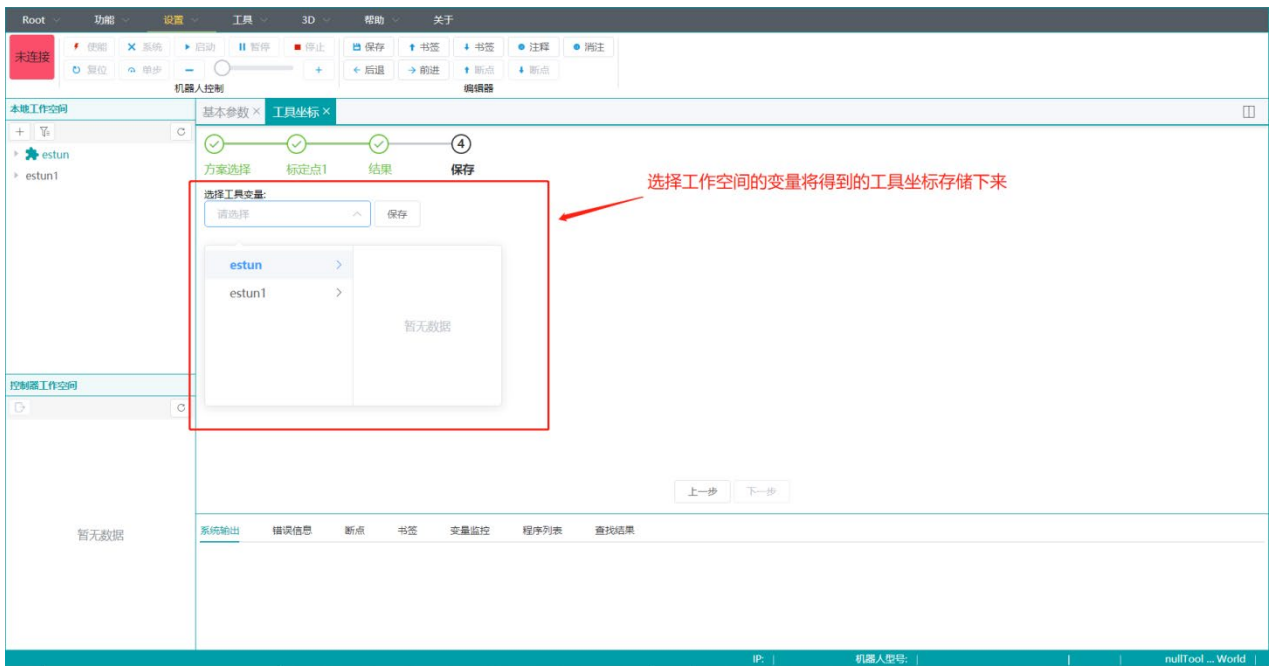 Root 功能 设置 工具 3D 帮助 关于
未连接 使能 系统 启动 暂停 停止 保存 书签 书签 注释 消注
复位 单步 后退 前进 断点 断点
机器人控制 编辑器
本地工作空间 基本参数 工具坐标
estun
estun1
4
方案选择 标定点1 结果 保存
选择工作空间的变量将得到的工具坐标存储下来
选择工具变量:
请选择 保存
estun
estun1
暂无数据
控制器工作空间
上一步 下一步
系统输出 错误信息 断点 书签 变量监控 程序列表 查找结果
暂无数据
IP: | 机器人型号: | | | nullTool ... World |